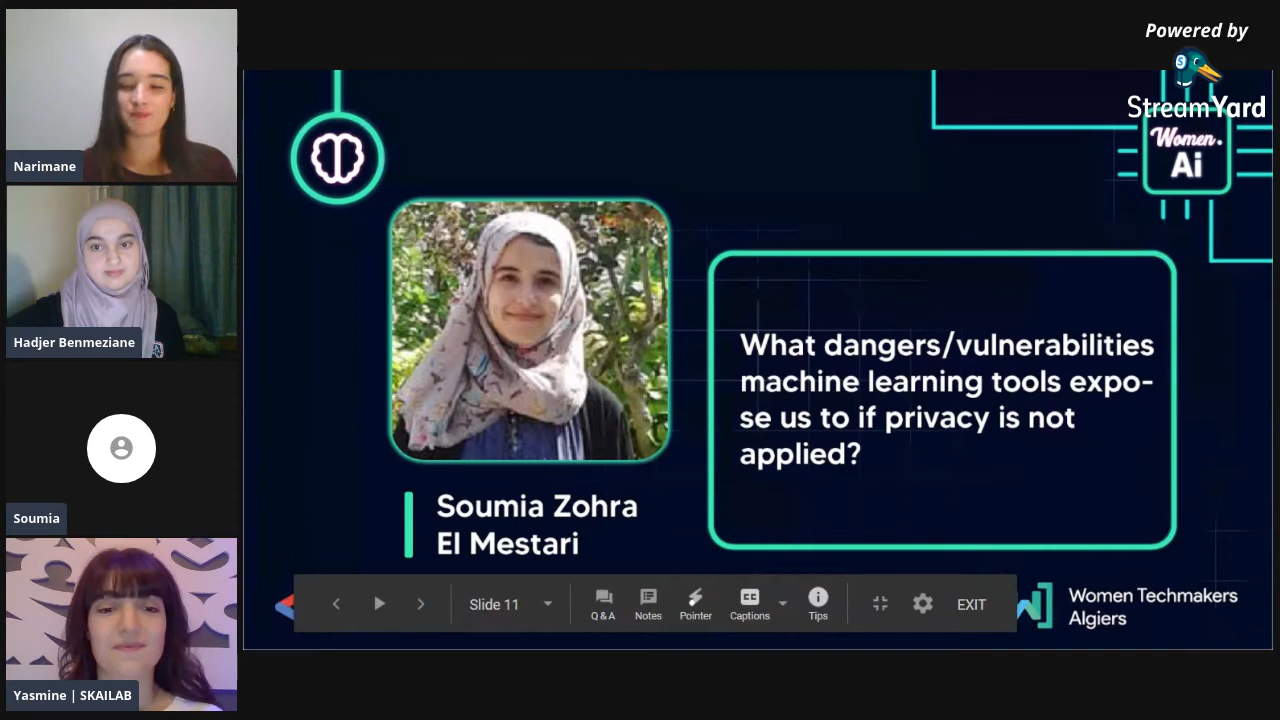 Powered by
StreamYard
Women.
Ai
Narimane
Hadjer Benmeziane
Soumia
Yasmine | SKAILAB
What dangers/vulnerabilities
machine learning tools expo-
se us to if privacy is not
applied?
Soumia Zohra
El Mestari
Slide 11
Q & A
Notes
Pointer
Captions
Tips
EXIT
Women Techmakers
Algiers